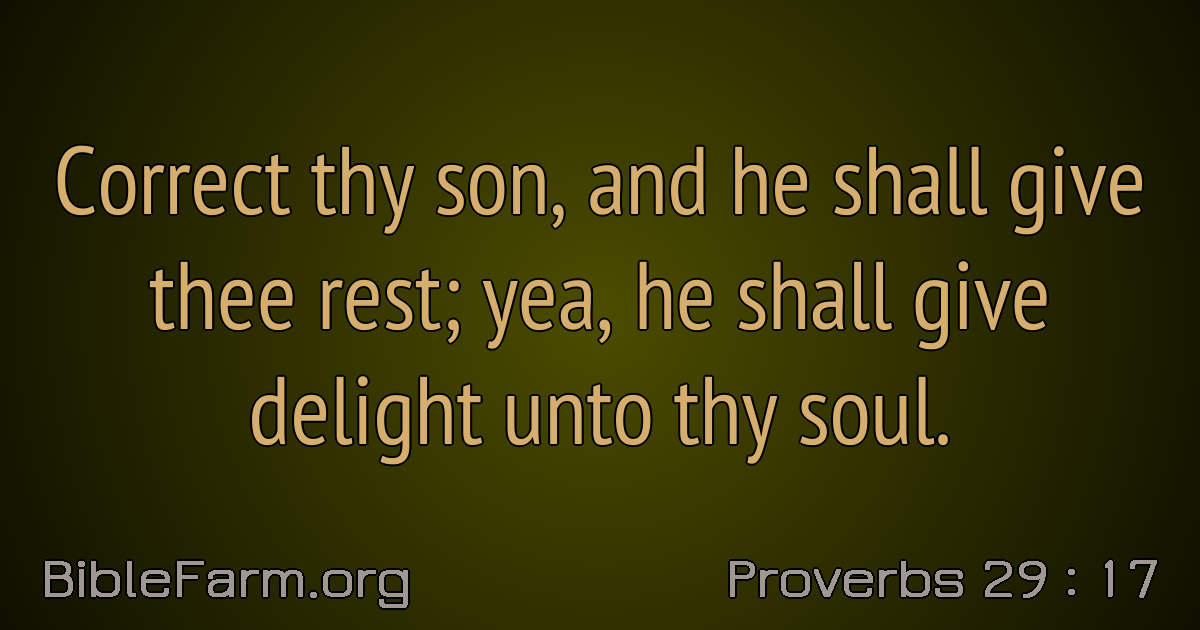 Correct thy son, and he shall give
thee rest; yea, he shall give
delight unto thy soul.
BibleFarm.org
Proverbs 29 : 17